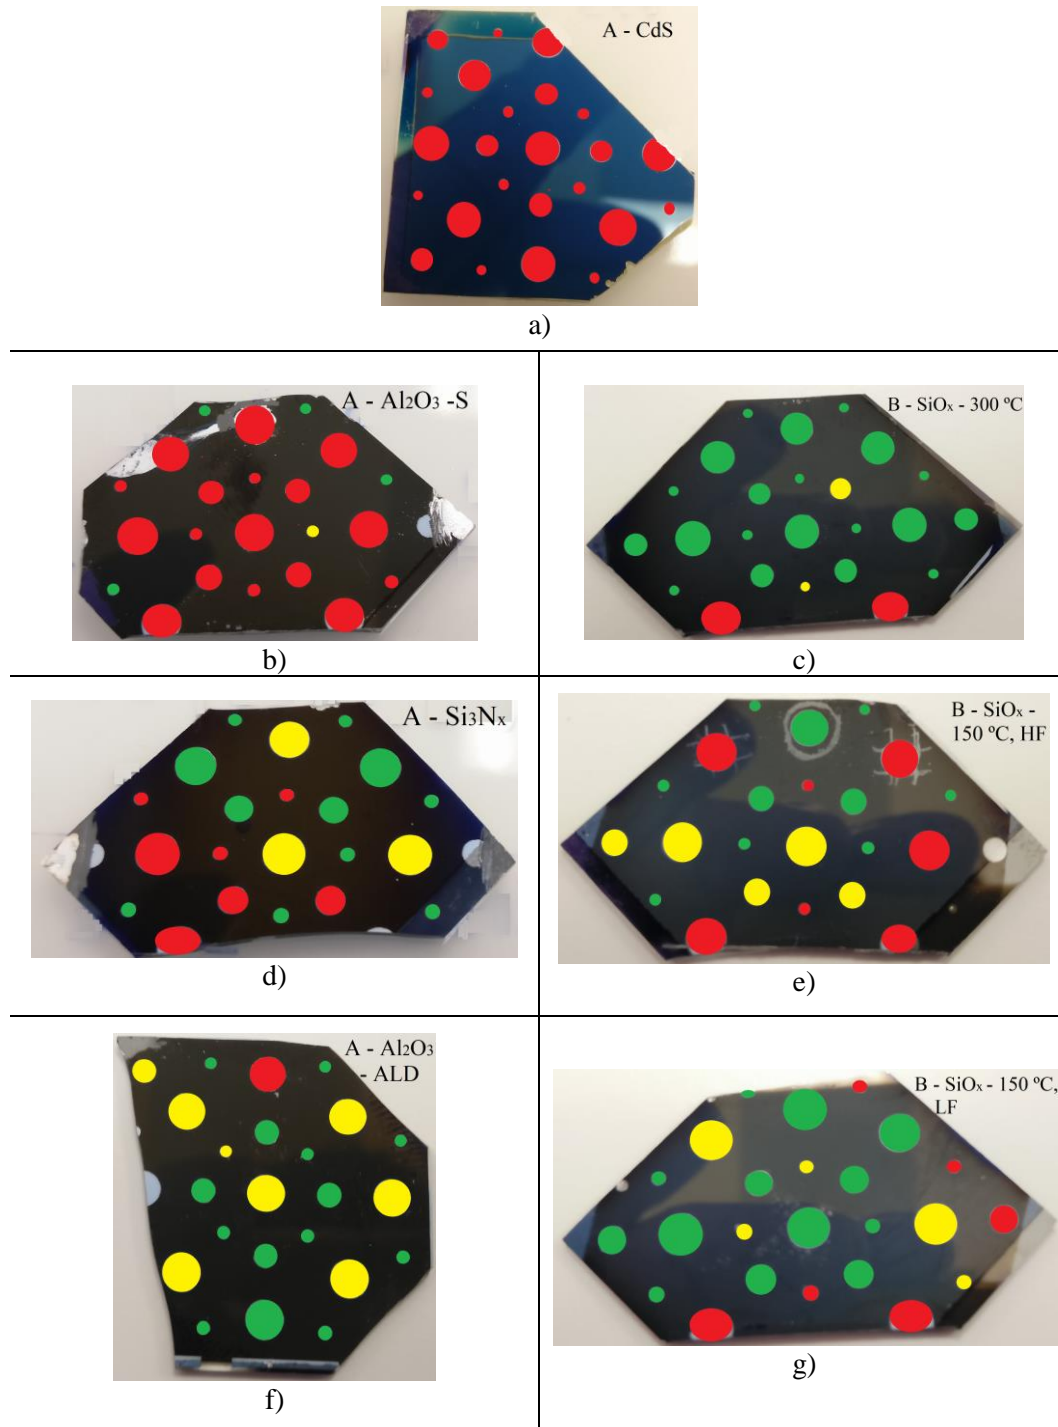 A - CdS
a)
A - Al₂O₃ -S
b)
B - SiOₓ - 300 ºC
c)
A - Si₃Nₓ
d)
B - SiOₓ -
150 ºC, HF
e)
A - Al₂O₃
- ALD
f)
B - SiOₓ - 150 ºC,
LF
g)